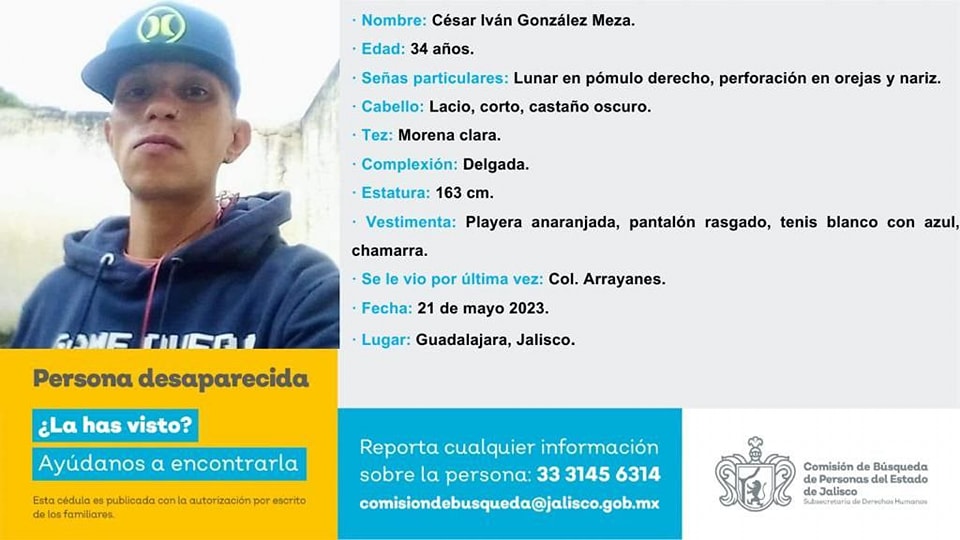 · Nombre: César Iván González Meza.
· Edad: 34 años.
· Señas particulares: Lunar en pómulo derecho, perforación en orejas y nariz.
· Cabello: Lacio, corto, castaño oscuro.
· Tez: Morena clara.
· Complexión: Delgada.
· Estatura: 163 cm.
· Vestimenta: Playera anaranjada, pantalón rasgado, tenis blanco con azul,
chamarra.
· Se le vio por última vez: Col. Arrayanes.
· Fecha: 21 de mayo 2023.
· Lugar: Guadalajara, Jalisco.
Persona desaparecida
¿La has visto?
Ayúdanos a encontrarla
Esta cédula es publicada con la autorización por escrito
de los familiares.
Reporta cualquier información
sobre la persona: 33 3145 6314
comisiondebusqueda@jalisco.gob.mx
Comisión de Búsqueda
de Personas del Estado
de Jalisco
Subsecretaría de Derechos Humanos